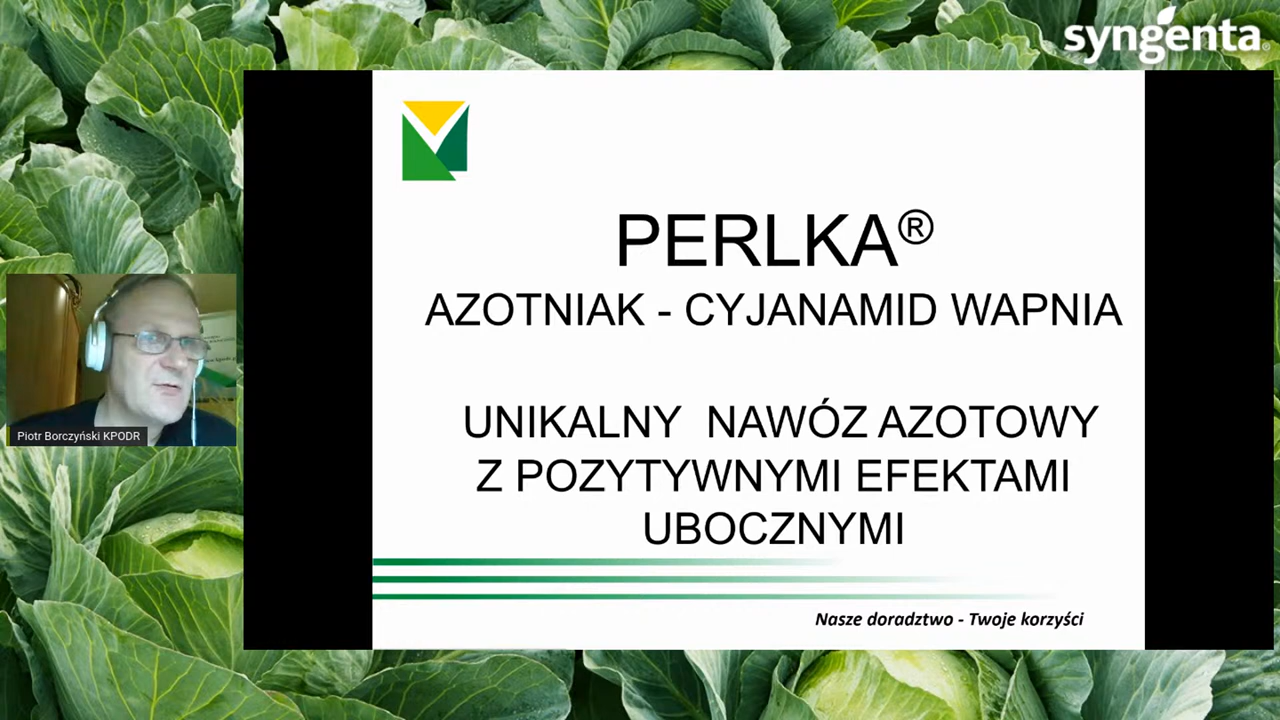 syngenta
PERLKA®
AZOTNIAK - CYJANAMID WAPNIA
UNIKALNY NAWÓZ AZOTOWY
Z POZYTYWNYMI EFEKTAMI
UBOCZNYMI
Nasze doradztwo - Twoje korzyści
Piotr Borczyński KPODR